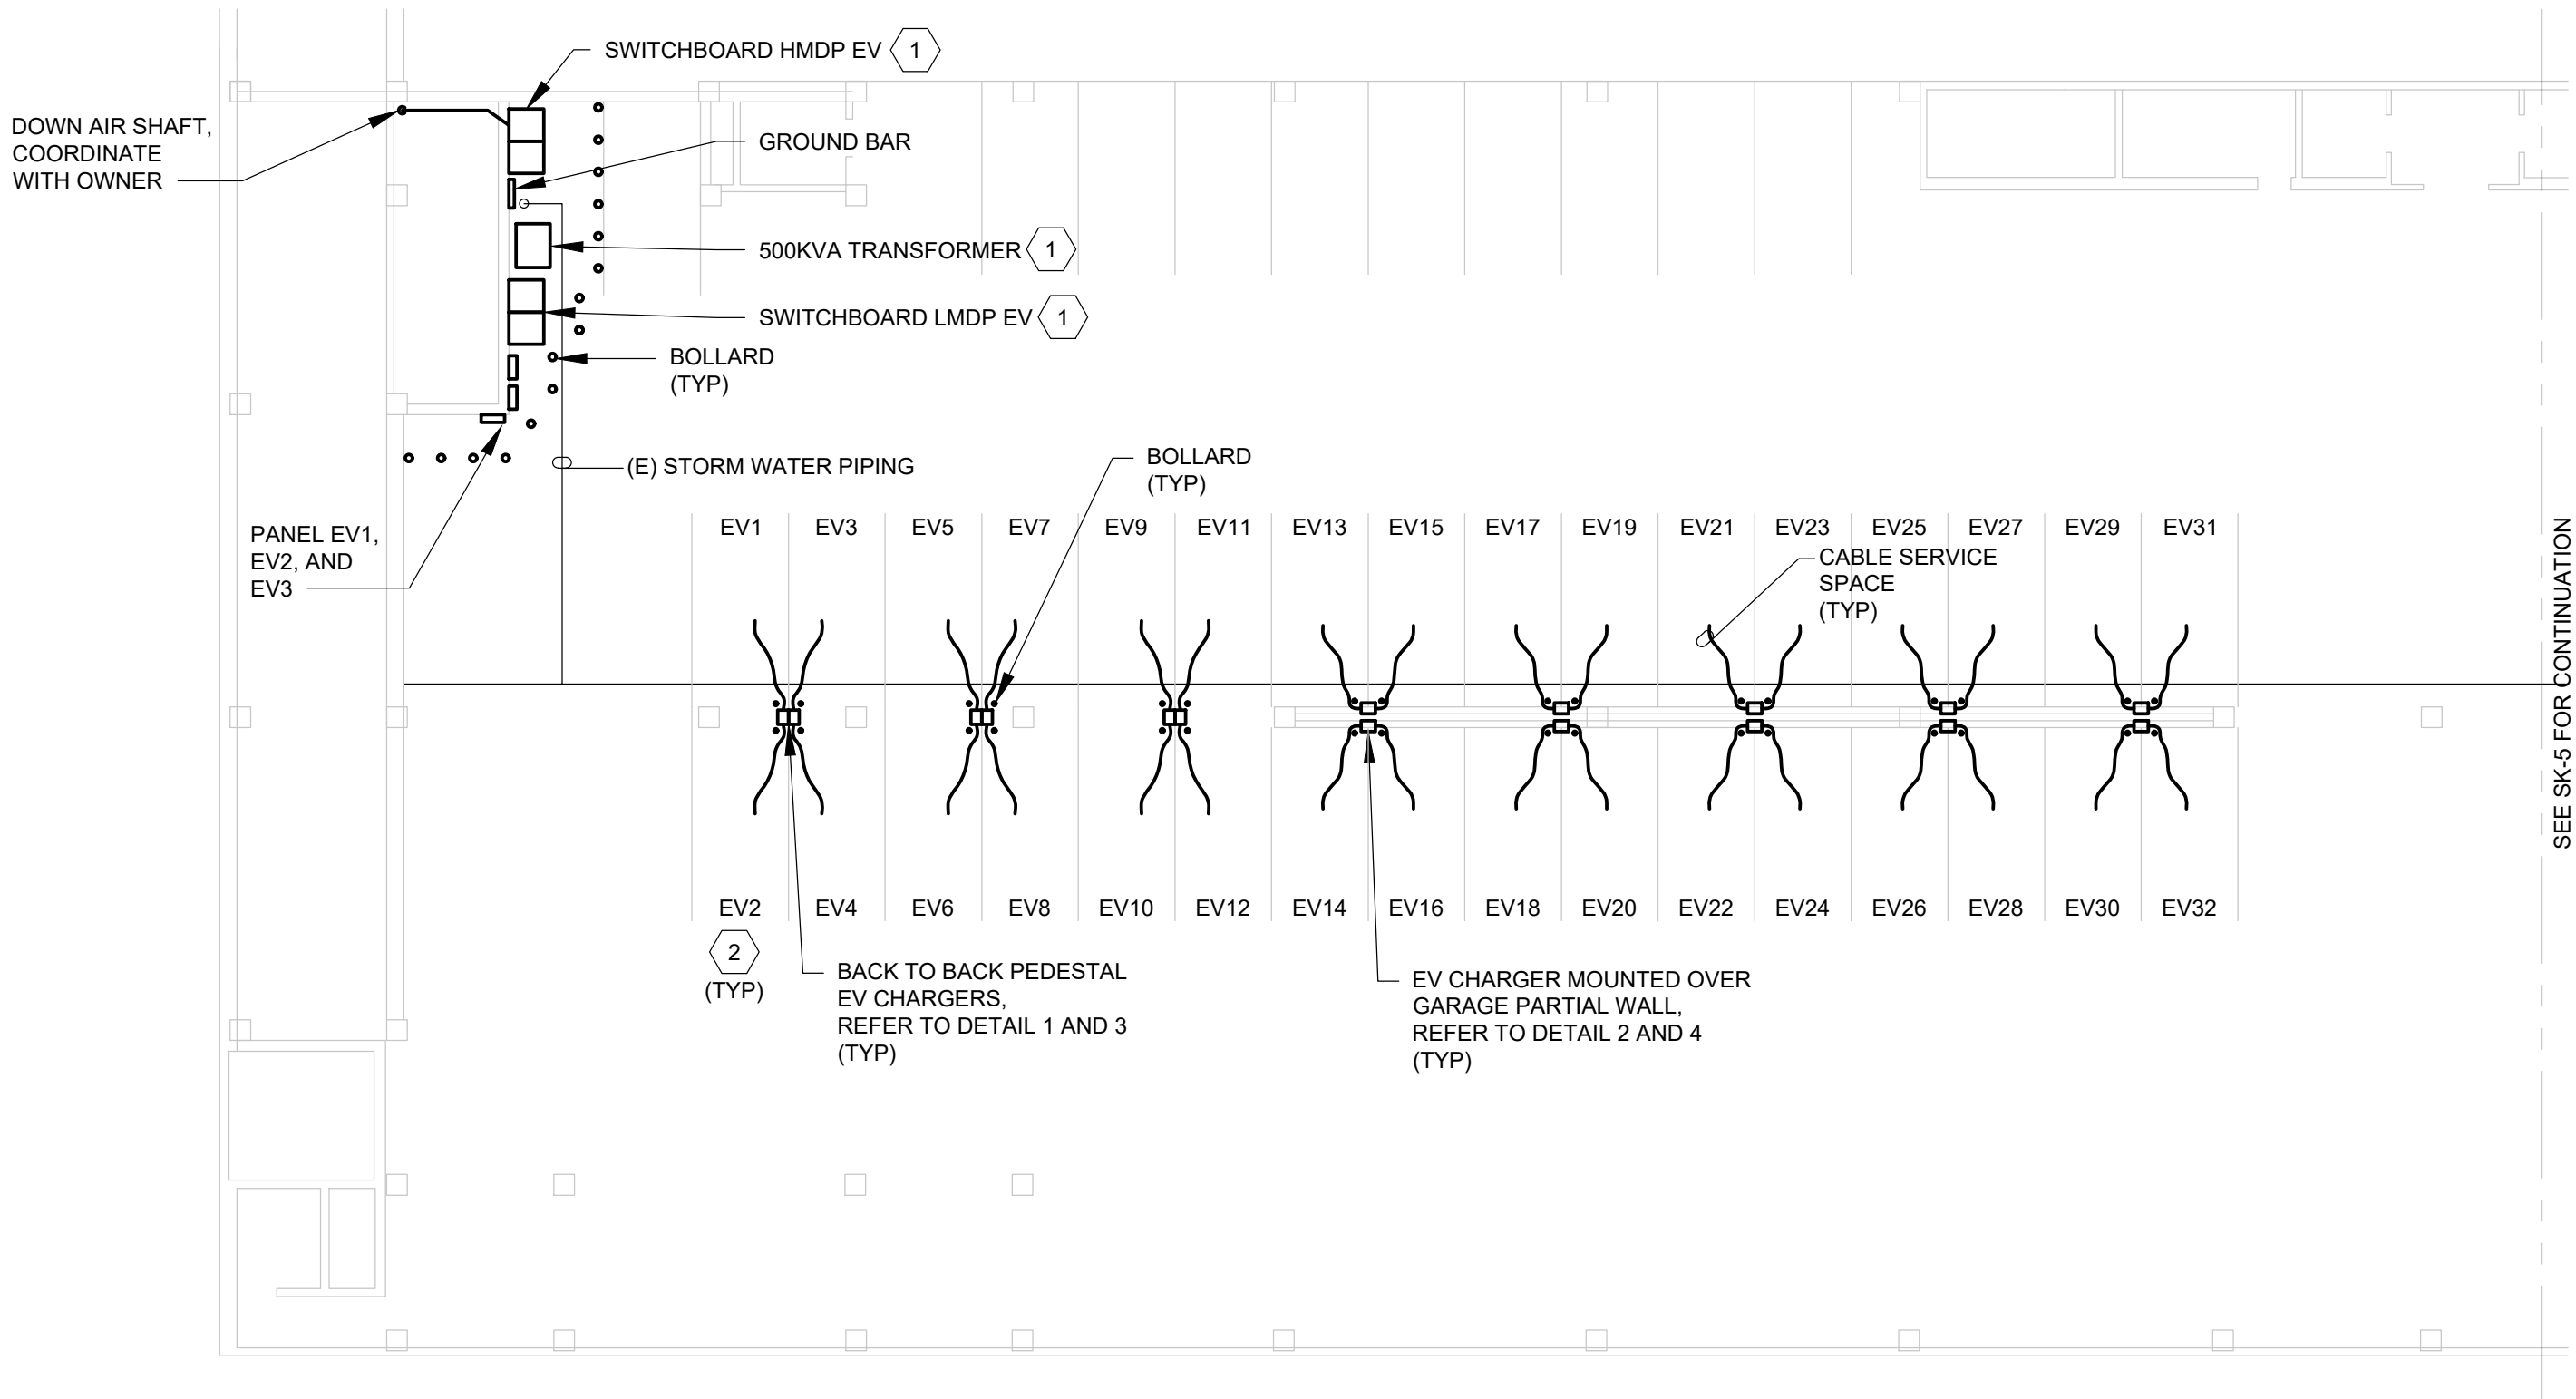 SWITCHBOARD HMDP EV 1
DOWN AIR SHAFT,
COORDINATE
WITH OWNER
GROUND BAR
500KVA TRANSFORMER 1
SWITCHBOARD LMDP EV 1
BOLLARD
(TYP)
(E) STORM WATER PIPING
BOLLARD
(TYP)
PANEL EV1,
EV2, AND
EV3
EV1 EV3 EV5 EV7 EV9 EV11 EV13 EV15 EV17 EV19 EV21 EV23 EV25 EV27 EV29 EV31
CABLE SERVICE
SPACE
(TYP)
SEE SK-5 FOR CONTINUATION
EV2 EV4 EV6 EV8 EV10 EV12 EV14 EV16 EV18 EV20 EV22 EV24 EV26 EV28 EV30 EV32
2
(TYP)
BACK TO BACK PEDESTAL
EV CHARGERS,
REFER TO DETAIL 1 AND 3
(TYP)
EV CHARGER MOUNTED OVER
GARAGE PARTIAL WALL,
REFER TO DETAIL 2 AND 4
(TYP)